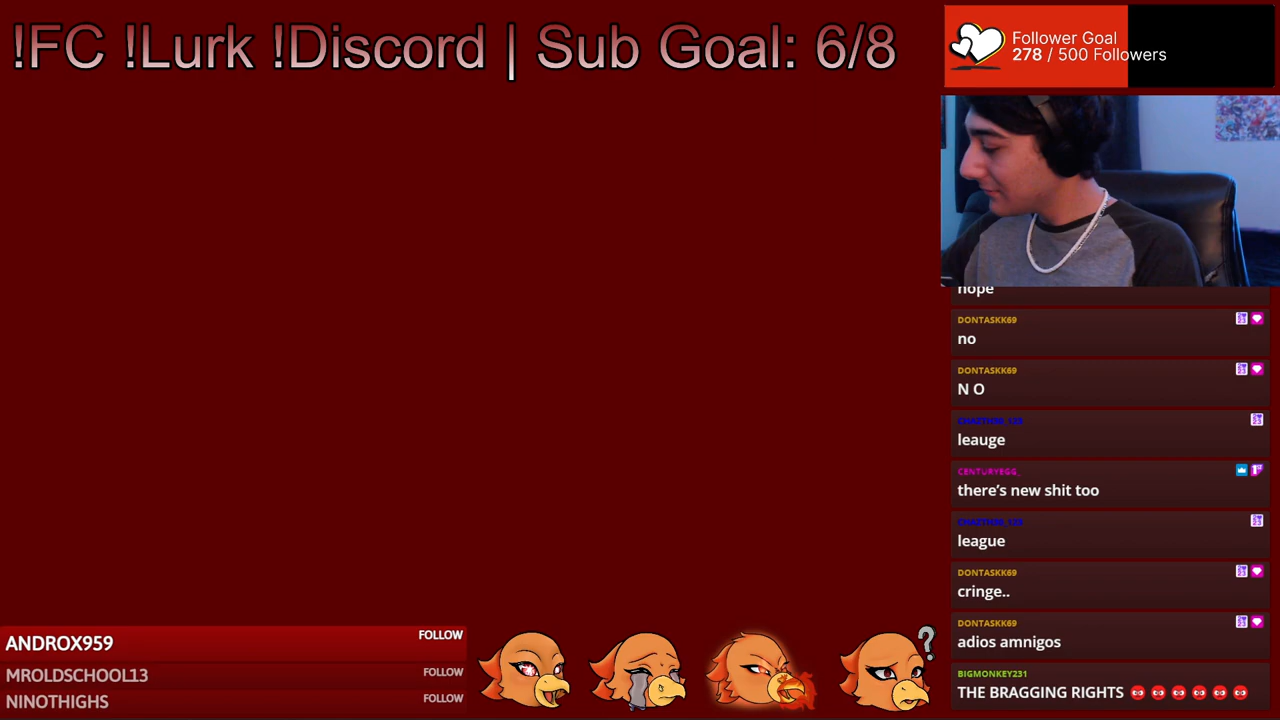 !FC !Lurk !Discord | Sub Goal: 6/8
Follower Goal
278 / 500 Followers
nope
DONTASKK69
no
DONTASKK69
N O
leauge
CENTURYEGG_
there's new shit too
league
DONTASKK69
cringe..
DONTASKK69
adios amnigos
BIGMONKEY231
THE BRAGGING RIGHTS
ANDROX959 FOLLOW
MROLDSCHOOL13 FOLLOW
NINOTHIGHS FOLLOW
?